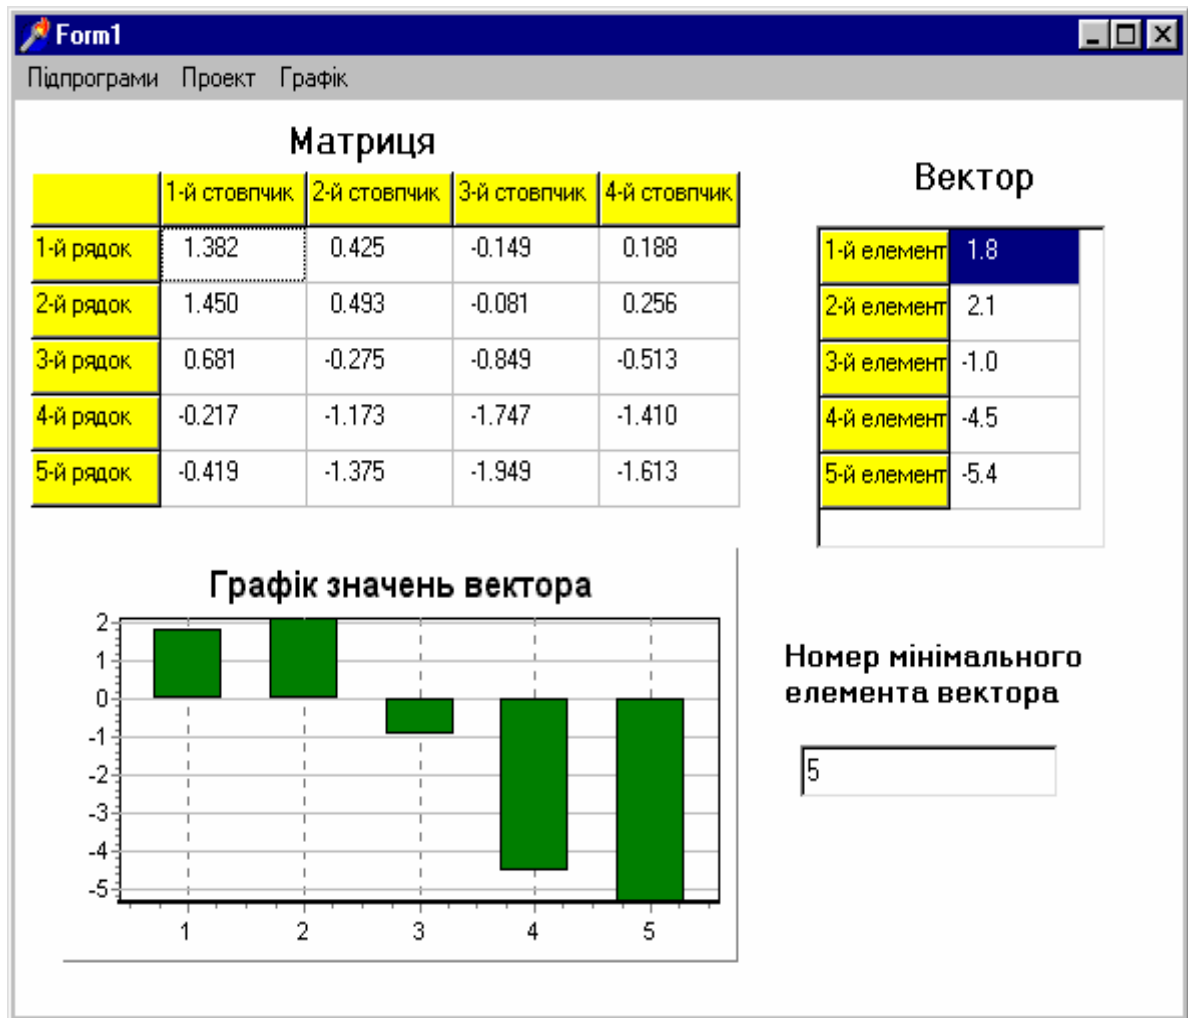 Form1
Підпрограми Проект Графік
Матриця
1-й стовпчик 2-й стовпчик 3-й стовпчик 4-й стовпчик
1-й рядок 1.382 0.425 -0.149 0.188
2-й рядок 1.450 0.493 -0.081 0.256
3-й рядок 0.681 -0.275 -0.849 -0.513
4-й рядок -0.217 -1.173 -1.747 -1.410
5-й рядок -0.419 -1.375 -1.949 -1.613
Вектор
1-й елемент 1.8
2-й елемент 2.1
3-й елемент -1.0
4-й елемент -4.5
5-й елемент -5.4
Графік значень вектора
2
1
0
-1
-2
-3
-4
-5
1 2 3 4 5
Номер мінімального
елемента вектора
5